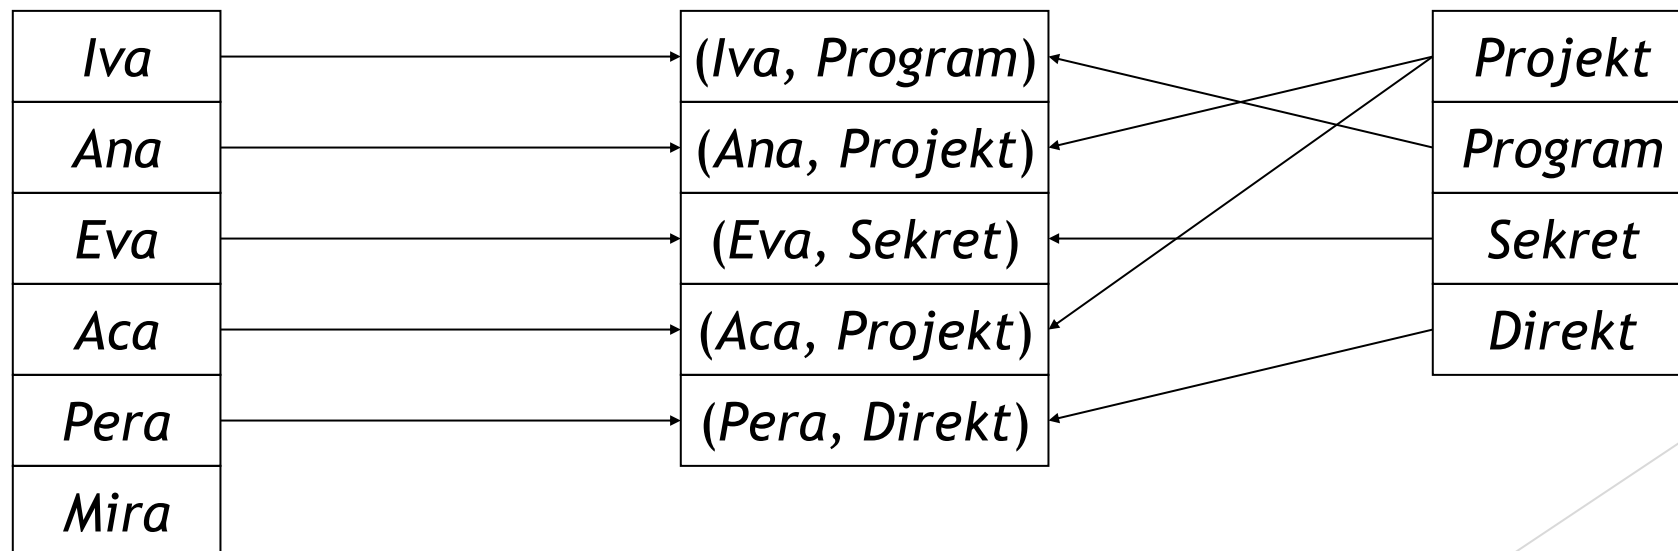 Iva (Iva, Program) Projekt
Ana (Ana, Projekt) Program
Eva (Eva, Sekret) Sekret
Aca (Aca, Projekt) Direkt
Pera (Pera, Direkt)
Mira